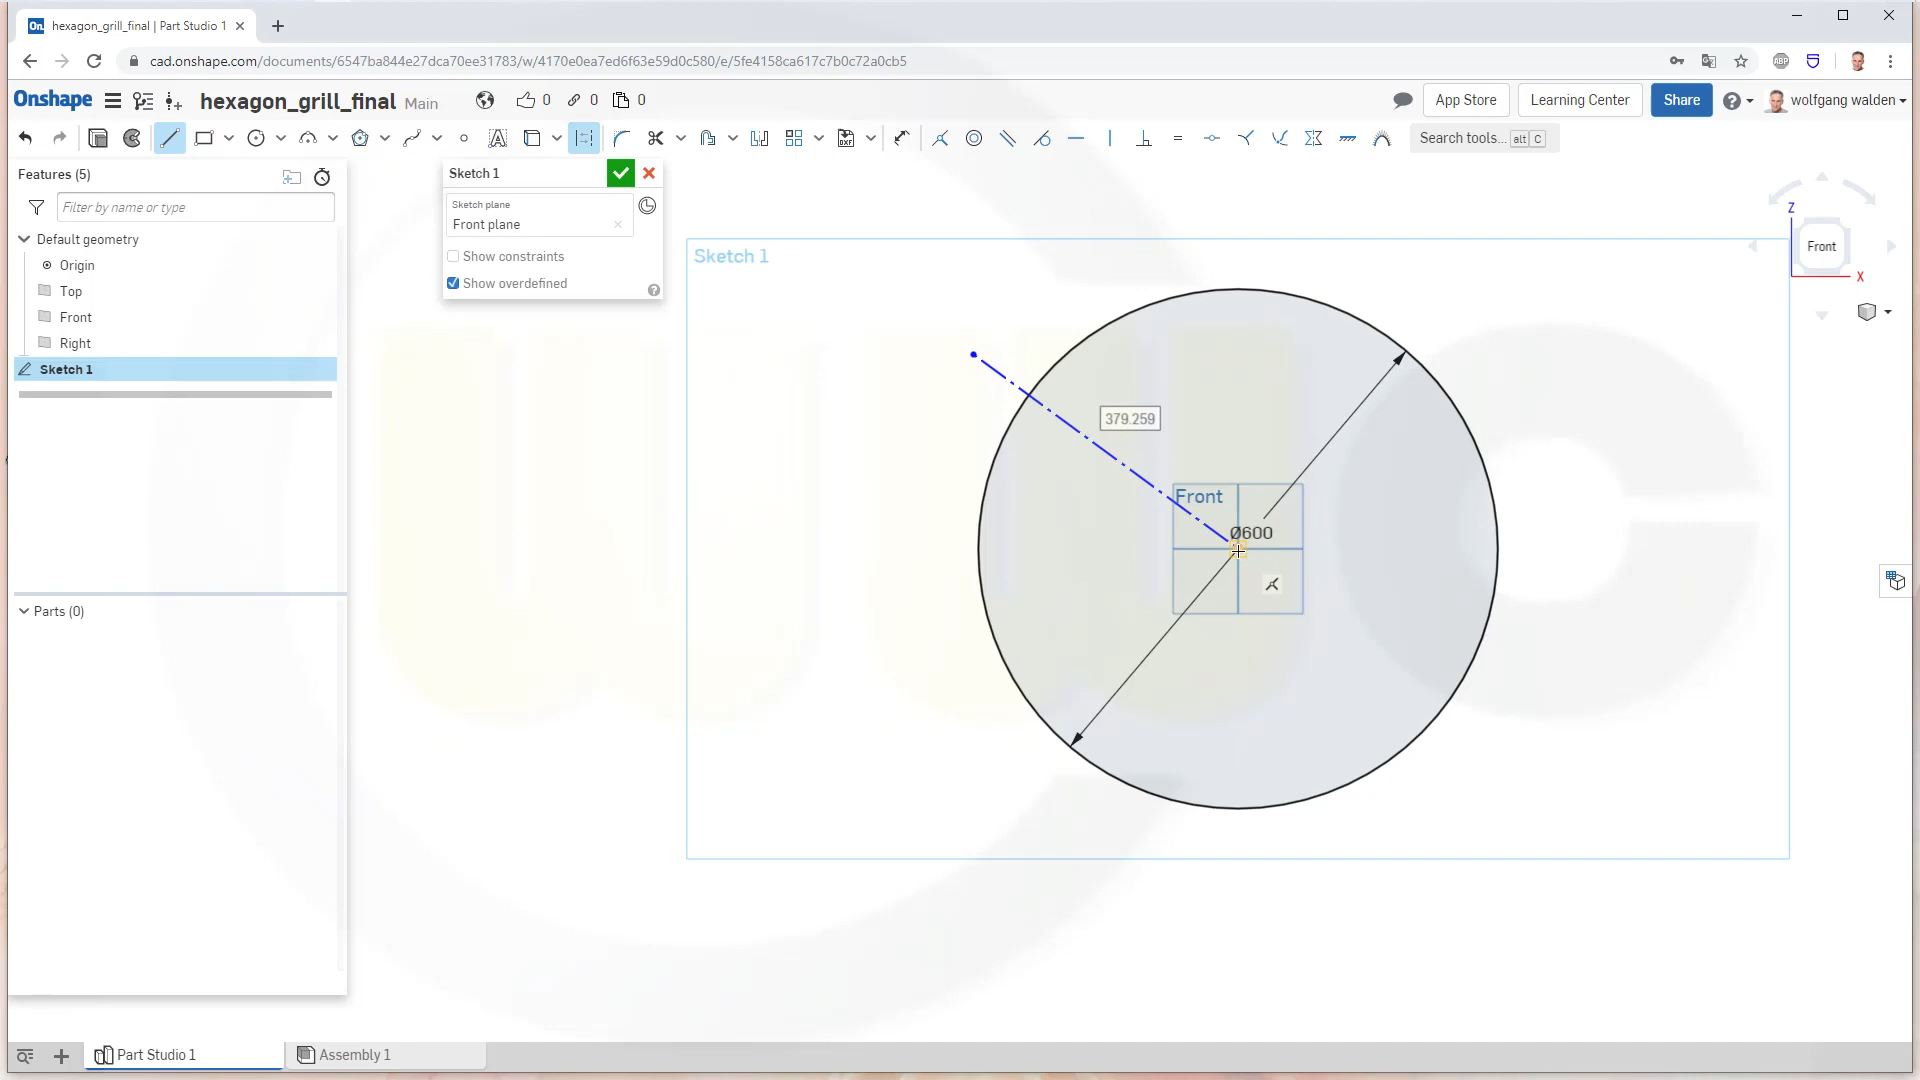 hexagon_grill_final | Part Studio 1
cad.onshape.com/documents/6547ba844e27dca70ee31783/w/4170e0ea7ed6f63e59d0c580/e/5fe4158ca617c7b0c72a0cb5
ABP
Onshape hexagon_grill_final Main 0 0 0 App Store Learning Center Share wolfgang walden
DXF Search tools... alt C
Features (5)
Filter by name or type
Default geometry
Origin
Top
Front
Right
Sketch 1
Parts (0)
Sketch 1
Sketch plane
Front plane
Show constraints
Show overdefined
Sketch 1
379.259
Front
Ø600
Z
Front
X
Part Studio 1 Assembly 1